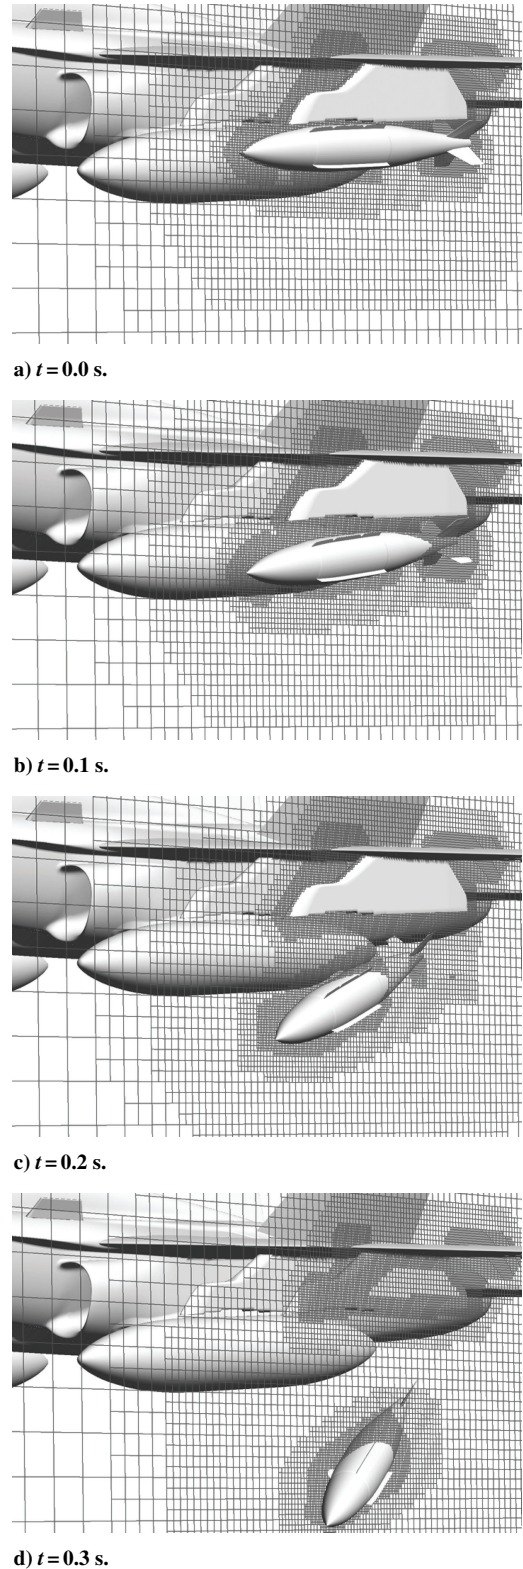 a) t = 0.0 s.
b) t = 0.1 s.
c) t = 0.2 s.
d) t = 0.3 s.